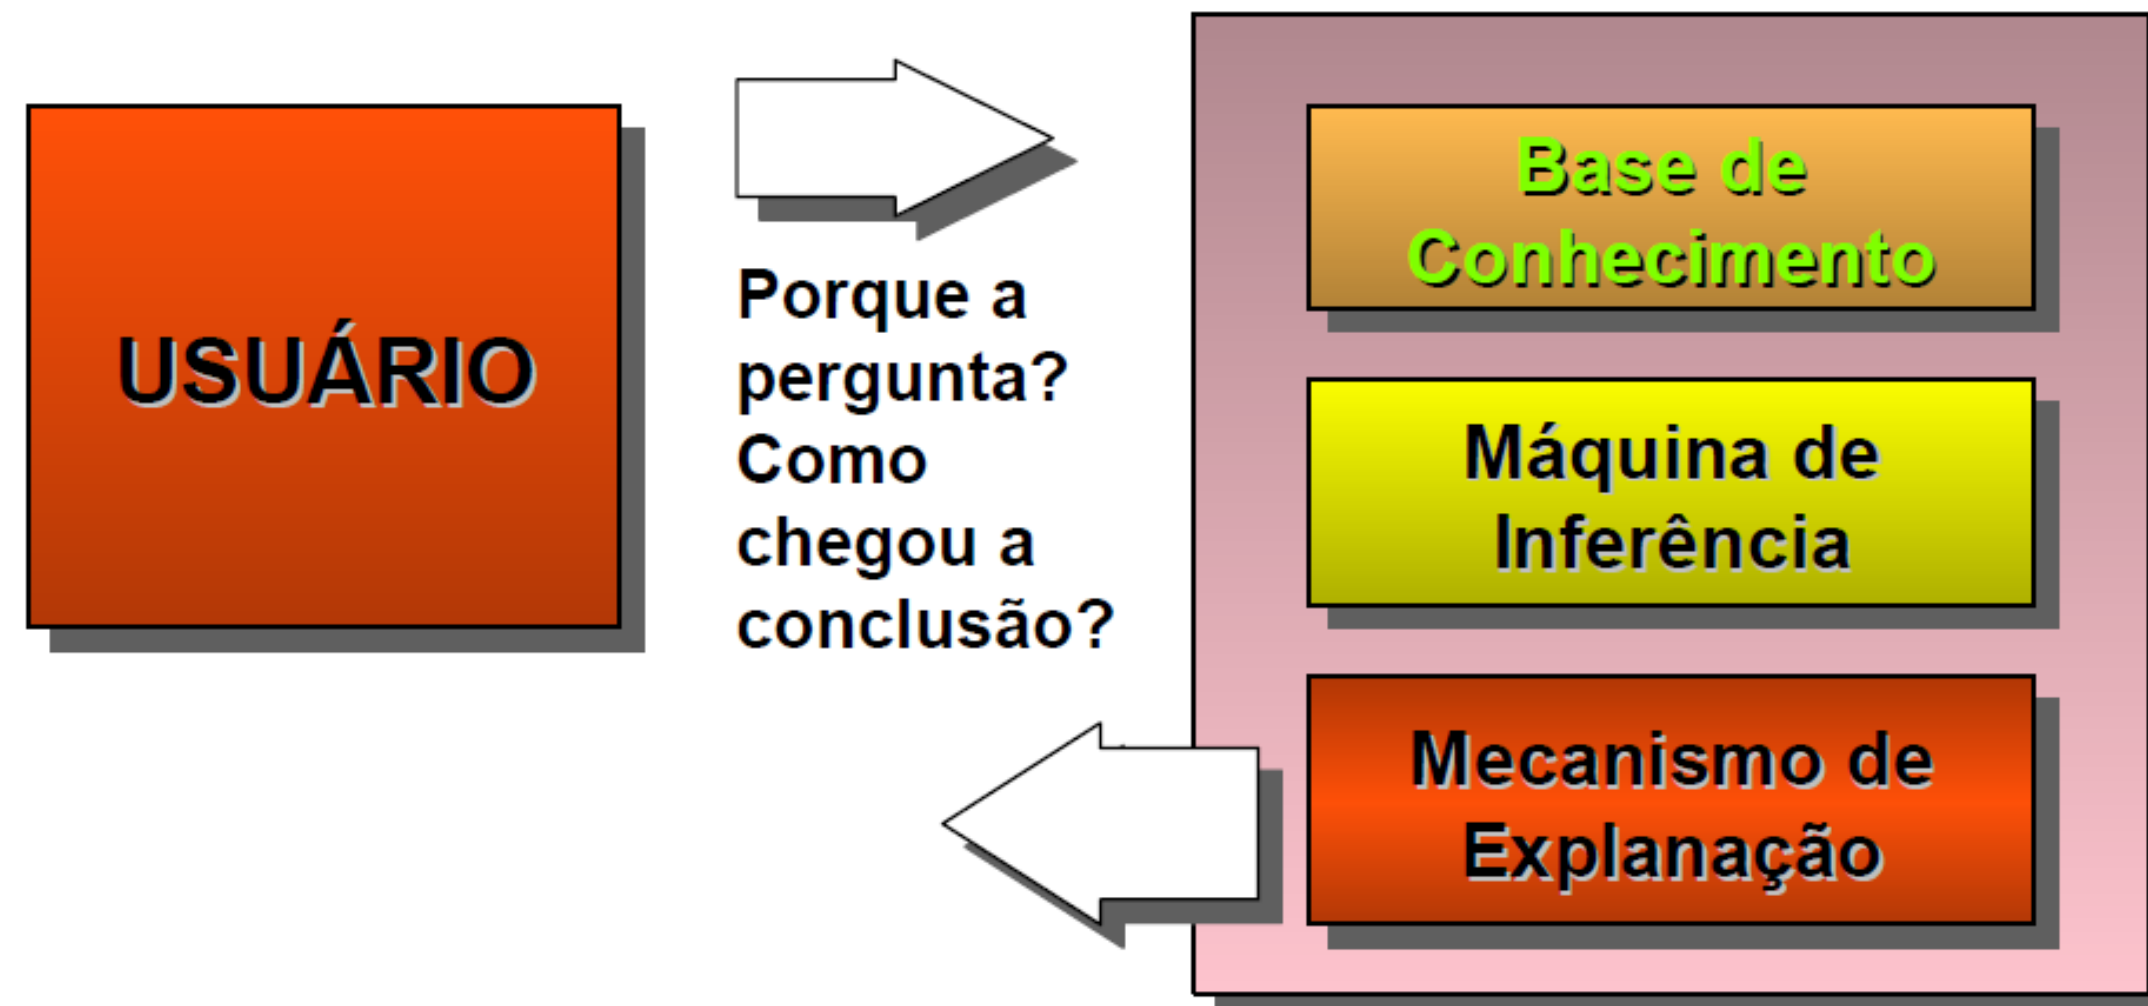 USUÁRIO
Porque a
pergunta?
Como
chegou a
conclusão?
Base de
Conhecimento
Máquina de
Inferência
Mecanismo de
Explanação